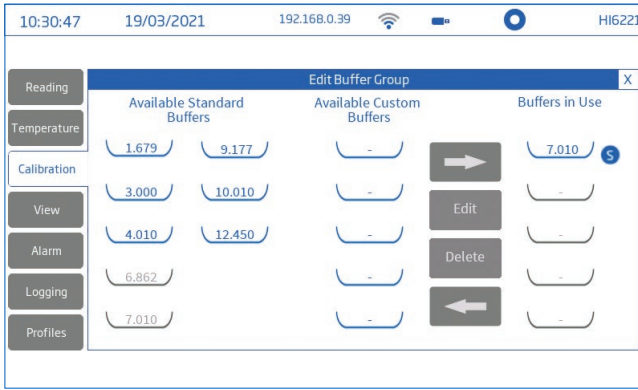 10:30:47 19/03/2021 192.168.0.39 HI6221
Edit Buffer Group X
Reading
Temperature
Calibration
View
Alarm
Logging
Profiles
Available Standard
Buffers
Available Custom
Buffers
Buffers in Use
1.679 9.177 - 7.010 S
3.000 10.010 - -
4.010 12.450 - -
6.862 - -
7.010 - -
Edit
Delete